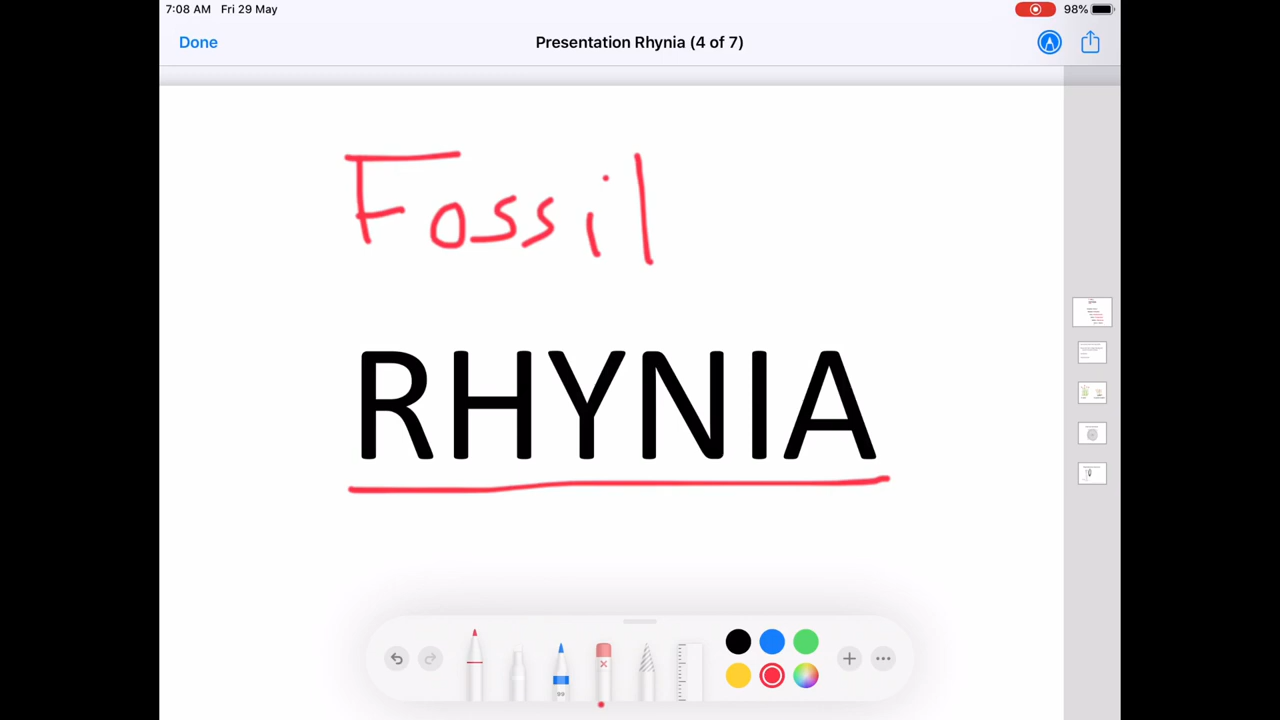 7:08 AM Fri 29 May
98%
Done
Presentation Rhynia (4 of 7)
Fossil
RHYNIA